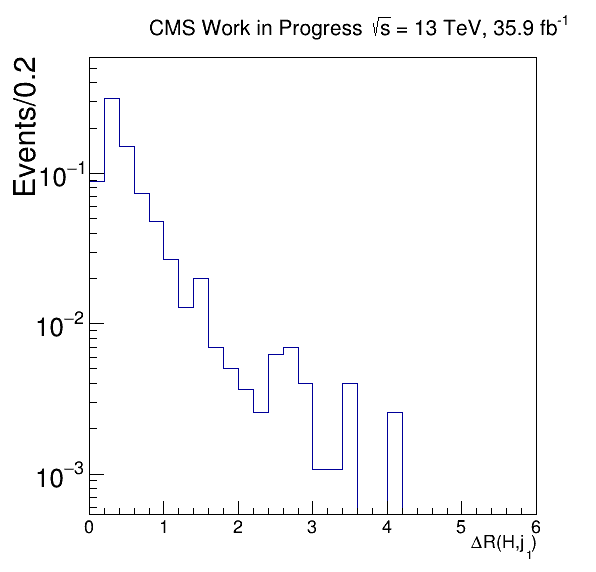 CMS Work in Progress √s = 13 TeV, 35.9 fb⁻¹
Events/0.2
10⁻¹
10⁻²
10⁻³
0 1 2 3 4 5 6
ΔR(H,j₁)